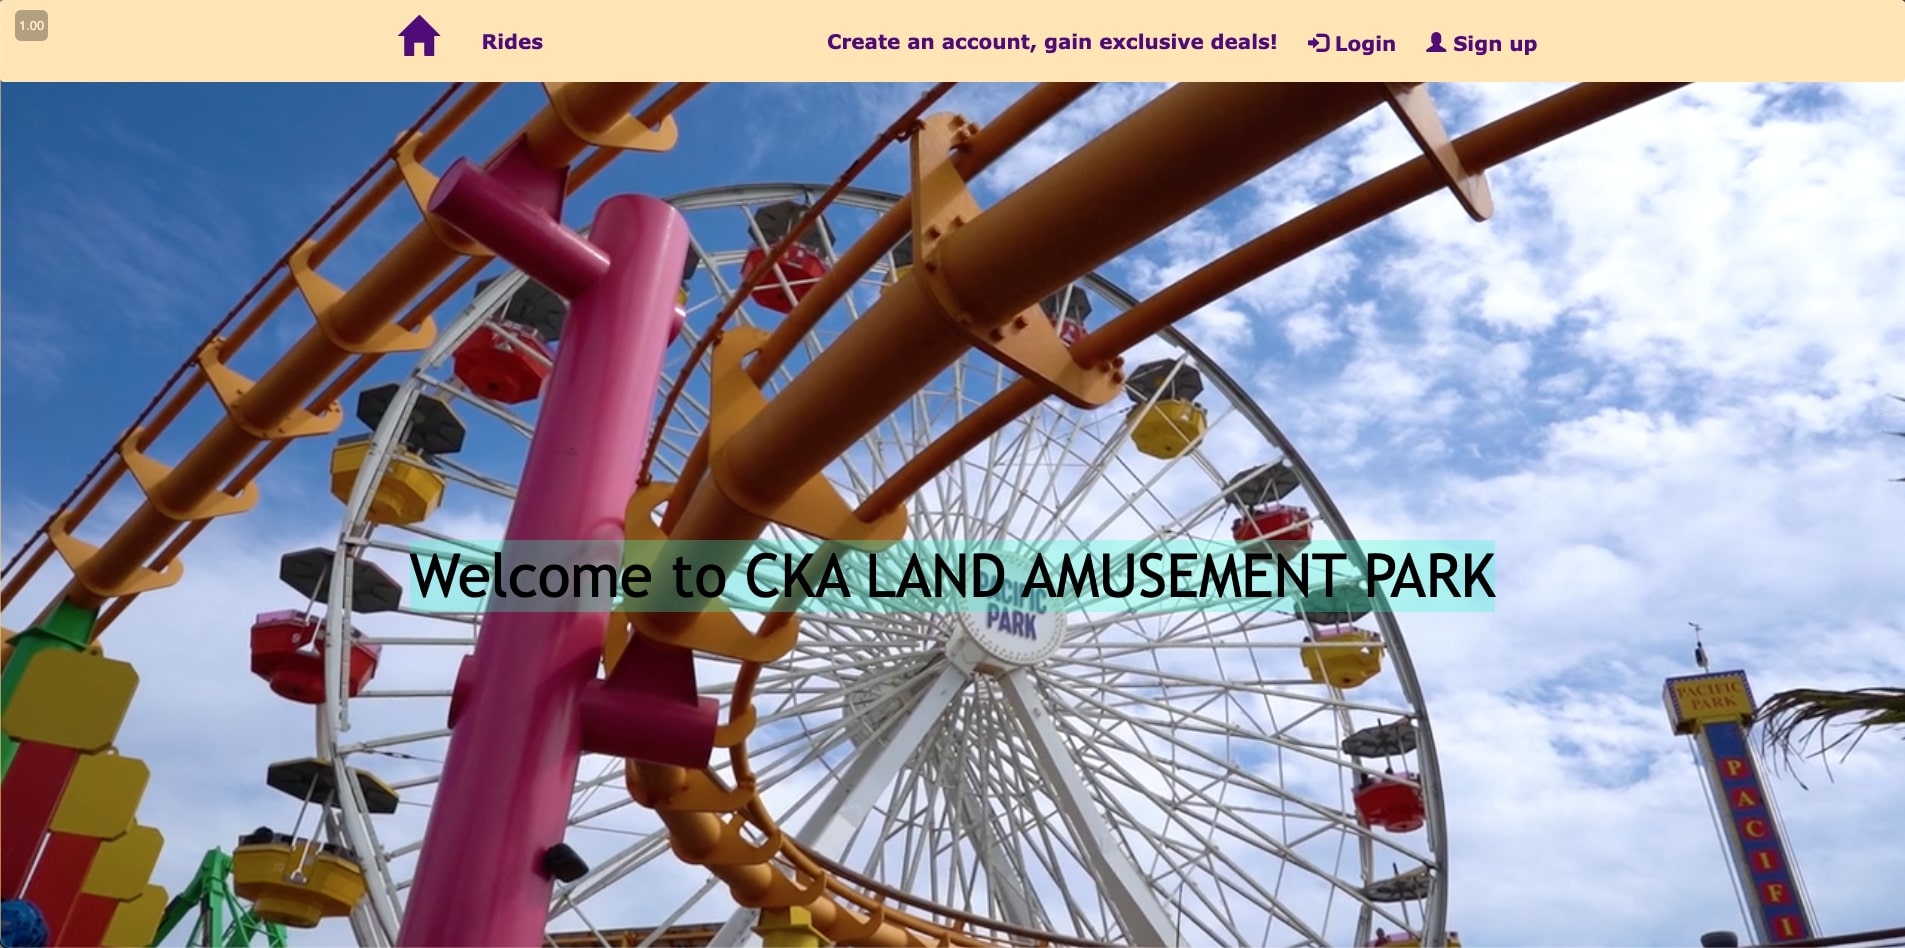 1.00
Rides
Create an account, gain exclusive deals!
Login
Sign up
Welcome to CKA LAND AMUSEMENT PARK
PACIFIC
PARK
PACIFIC
PARK
P
A
C
I
F
I